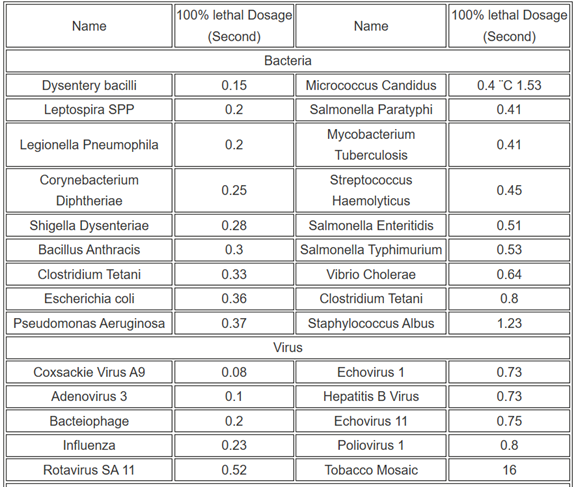 Name 100% lethal Dosage (Second) Name 100% lethal Dosage (Second)
Bacteria
Dysentery bacilli 0.15 Micrococcus Candidus 0.4 ¨C 1.53
Leptospira SPP 0.2 Salmonella Paratyphi 0.41
Legionella Pneumophila 0.2 Mycobacterium Tuberculosis 0.41
Corynebacterium Diphtheriae 0.25 Streptococcus Haemolyticus 0.45
Shigella Dysenteriae 0.28 Salmonella Enteritidis 0.51
Bacillus Anthracis 0.3 Salmonella Typhimurium 0.53
Clostridium Tetani 0.33 Vibrio Cholerae 0.64
Escherichia coli 0.36 Clostridium Tetani 0.8
Pseudomonas Aeruginosa 0.37 Staphylococcus Albus 1.23
Virus
Coxsackie Virus A9 0.08 Echovirus 1 0.73
Adenovirus 3 0.1 Hepatitis B Virus 0.73
Bacteiophage 0.2 Echovirus 11 0.75
Influenza 0.23 Poliovirus 1 0.8
Rotavirus SA 11 0.52 Tobacco Mosaic 16